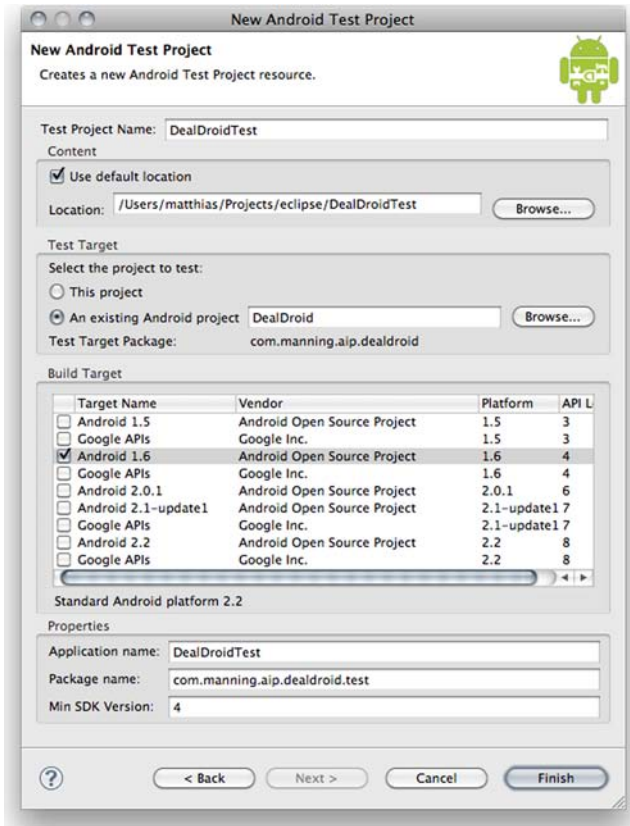 New Android Test Project
New Android Test Project
Creates a new Android Test Project resource.
Test Project Name: DealDroidTest
Content
Use default location
Location: /Users/matthias/Projects/eclipse/DealDroidTest Browse...
Test Target
Select the project to test:
This project
An existing Android project DealDroid Browse...
Test Target Package: com.manning.aip.dealdroid
Build Target
Target Name Vendor Platform API L
Android 1.5 Android Open Source Project 1.5 3
Google APIs Google Inc. 1.5 3
Android 1.6 Android Open Source Project 1.6 4
Google APIs Google Inc. 1.6 4
Android 2.0.1 Android Open Source Project 2.0.1 6
Android 2.1-update1 Android Open Source Project 2.1-update1 7
Google APIs Google Inc. 2.1-update1 7
Android 2.2 Android Open Source Project 2.2 8
Google APIs Google Inc. 2.2 8
Standard Android platform 2.2
Properties
Application name: DealDroidTest
Package name: com.manning.aip.dealdroid.test
Min SDK Version: 4
? < Back Next > Cancel Finish